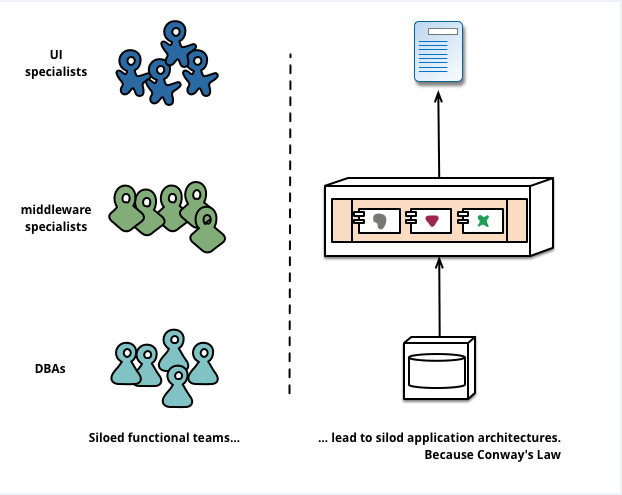 UI
specialists
middleware
specialists
DBAs
Siloed functional teams...
... lead to silod application architectures.
Because Conway's Law